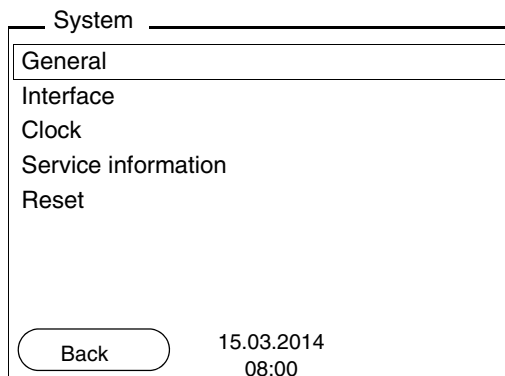 System
General
Interface
Clock
Service information
Reset
Back
15.03.2014
08:00